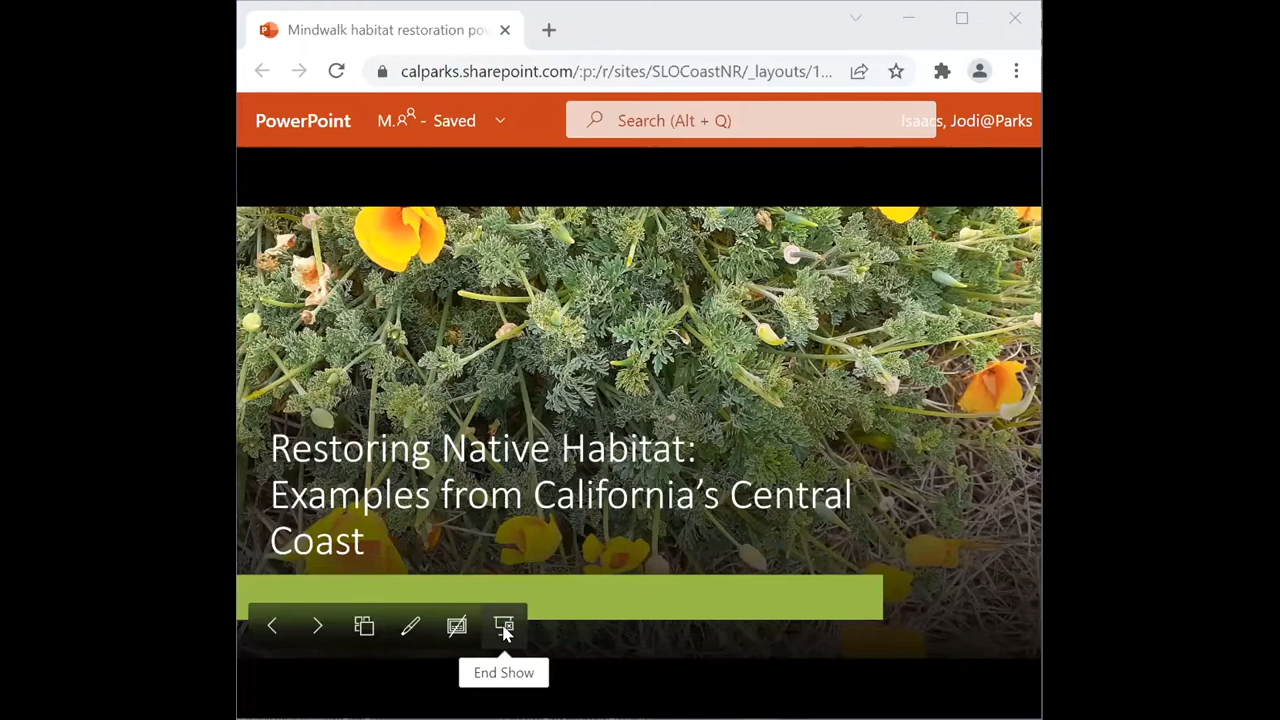 Mindwalk habitat restoration po
calparks.sharepoint.com/:p:/r/sites/SLOCoastNR/_layouts/1...
PowerPoint M. - Saved Search (Alt + Q) Isaacs, Jodi@Parks
Restoring Native Habitat:
Examples from California’s Central
Coast
End Show